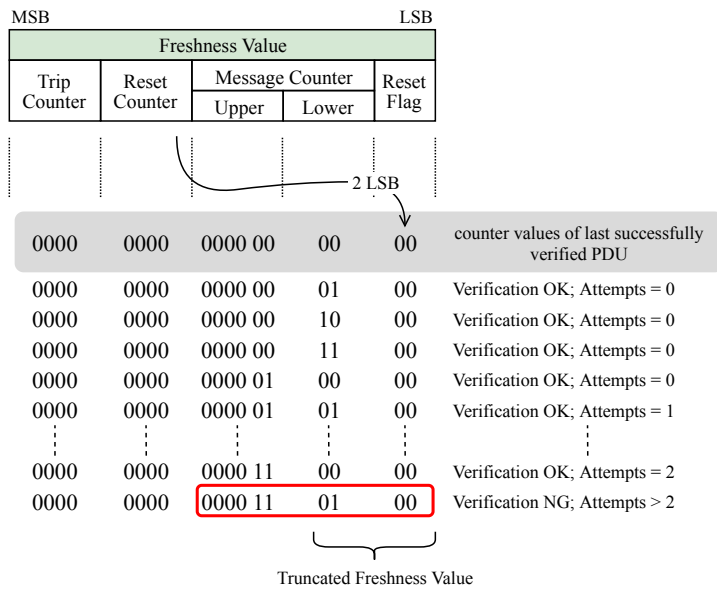 MSB LSB
Freshness Value
Trip Counter Reset Counter Message Counter Reset Flag
Upper Lower
2 LSB
0000 0000 0000 00 00 00 counter values of last successfully verified PDU
0000 0000 0000 00 01 00 Verification OK; Attempts = 0
0000 0000 0000 00 10 00 Verification OK; Attempts = 0
0000 0000 0000 00 11 00 Verification OK; Attempts = 0
0000 0000 0000 01 00 00 Verification OK; Attempts = 0
0000 0000 0000 01 01 00 Verification OK; Attempts = 1
0000 0000 0000 11 00 00 Verification OK; Attempts = 2
0000 0000 0000 11 01 00 Verification NG; Attempts > 2
Truncated Freshness Value